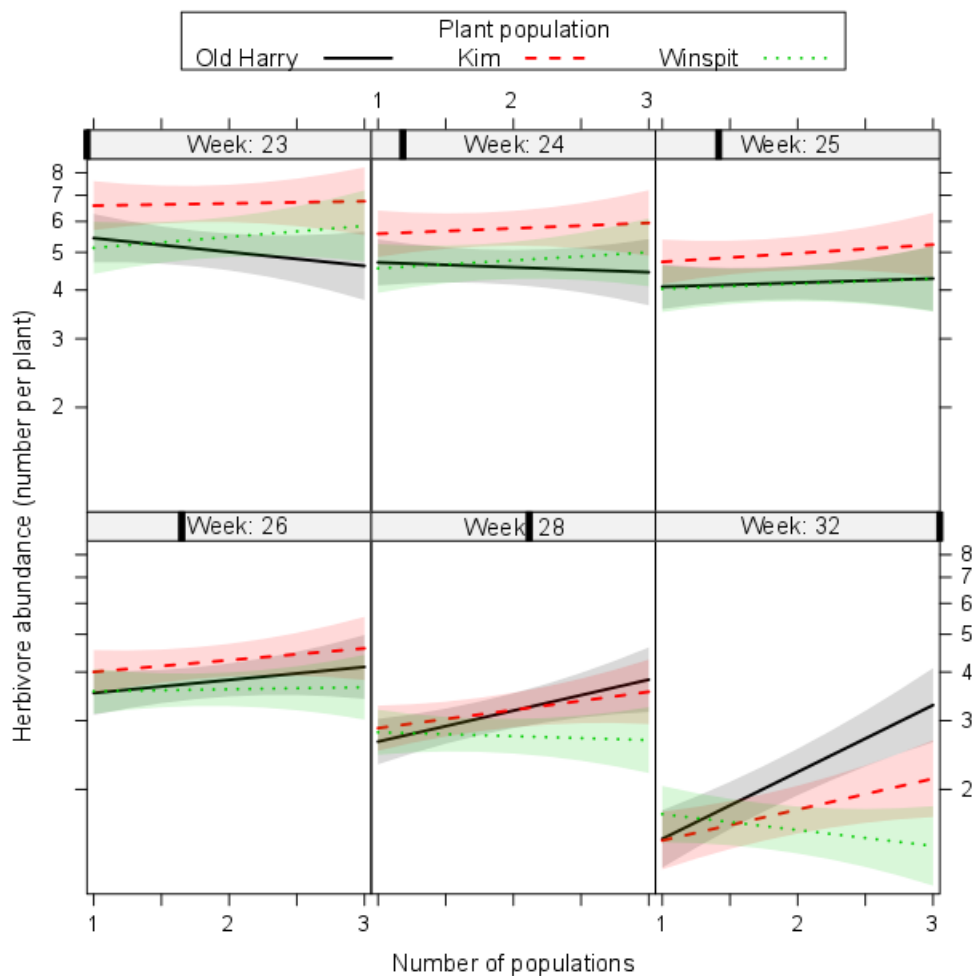 Plant population
Old Harry Kim Winspit
1 2 3
Week: 23 Week: 24 Week: 25
8
7
6
5
4
3
2
Week: 26 Week: 28 Week: 32
8
7
6
5
4
3
2
1 2 3 1 3
Herbivore abundance (number per plant)
Number of populations